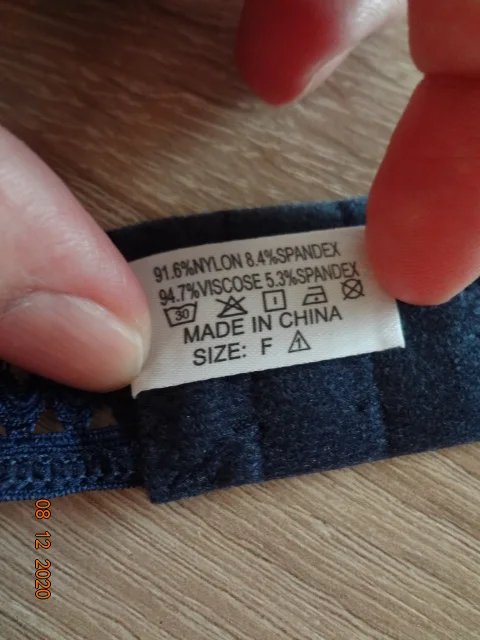 91.6%NYLON 8.4%SPANDEX
94.7%VISCOSE 5.3%SPANDEX
30
MADE IN CHINA
SIZE: F
08 12 2020